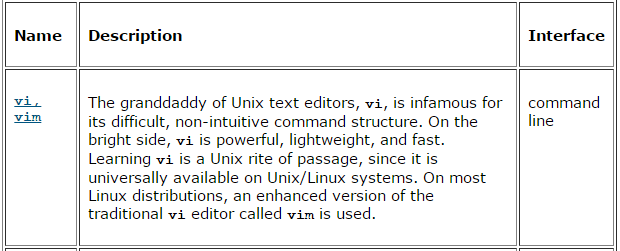 Name Description Interface
vi, The granddaddy of Unix text editors, vi, is infamous for command
vim its difficult, non-intuitive command structure. On the line
bright side, vi is powerful, lightweight, and fast.
Learning vi is a Unix rite of passage, since it is
universally available on Unix/Linux systems. On most
Linux distributions, an enhanced version of the
traditional vi editor called vim is used.